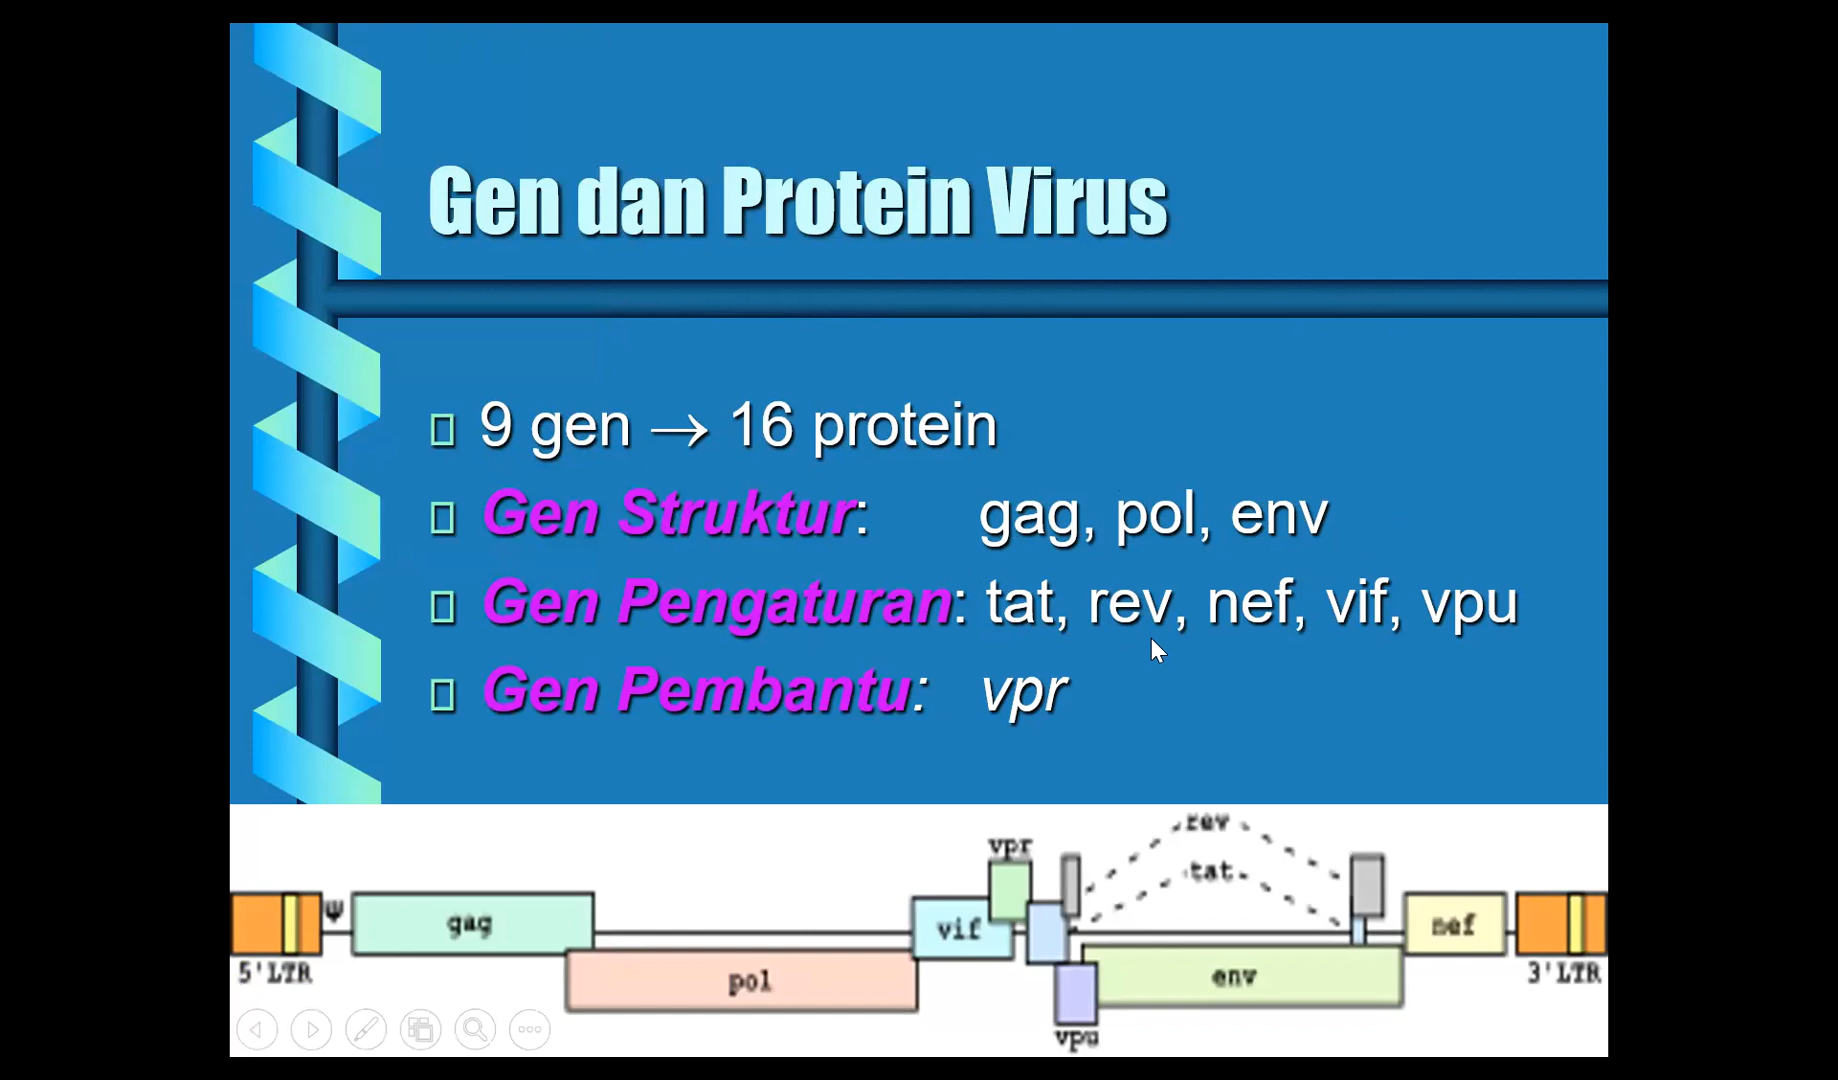 Gen dan Protein Virus
9 gen → 16 protein
Gen Struktur: gag, pol, env
Gen Pengaturan: tat, rev, nef, vif, vpu
Gen Pembantu: vpr
rev
vpr
tat
ψ
gag
vif
nef
5'LTR
pol
env
3'LTR
vpu